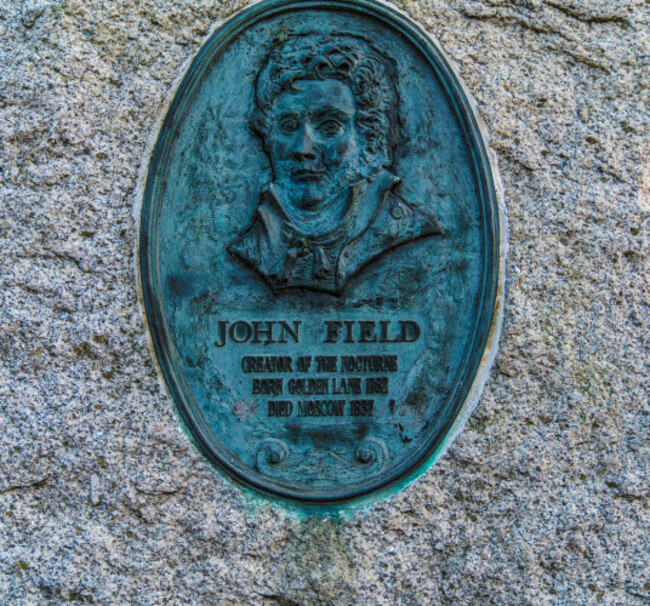 JOHN FIELD
CREATOR OF THE NOCTURNE
BORN GOLDEN LANE 1782
DIED MOSCOW 1837